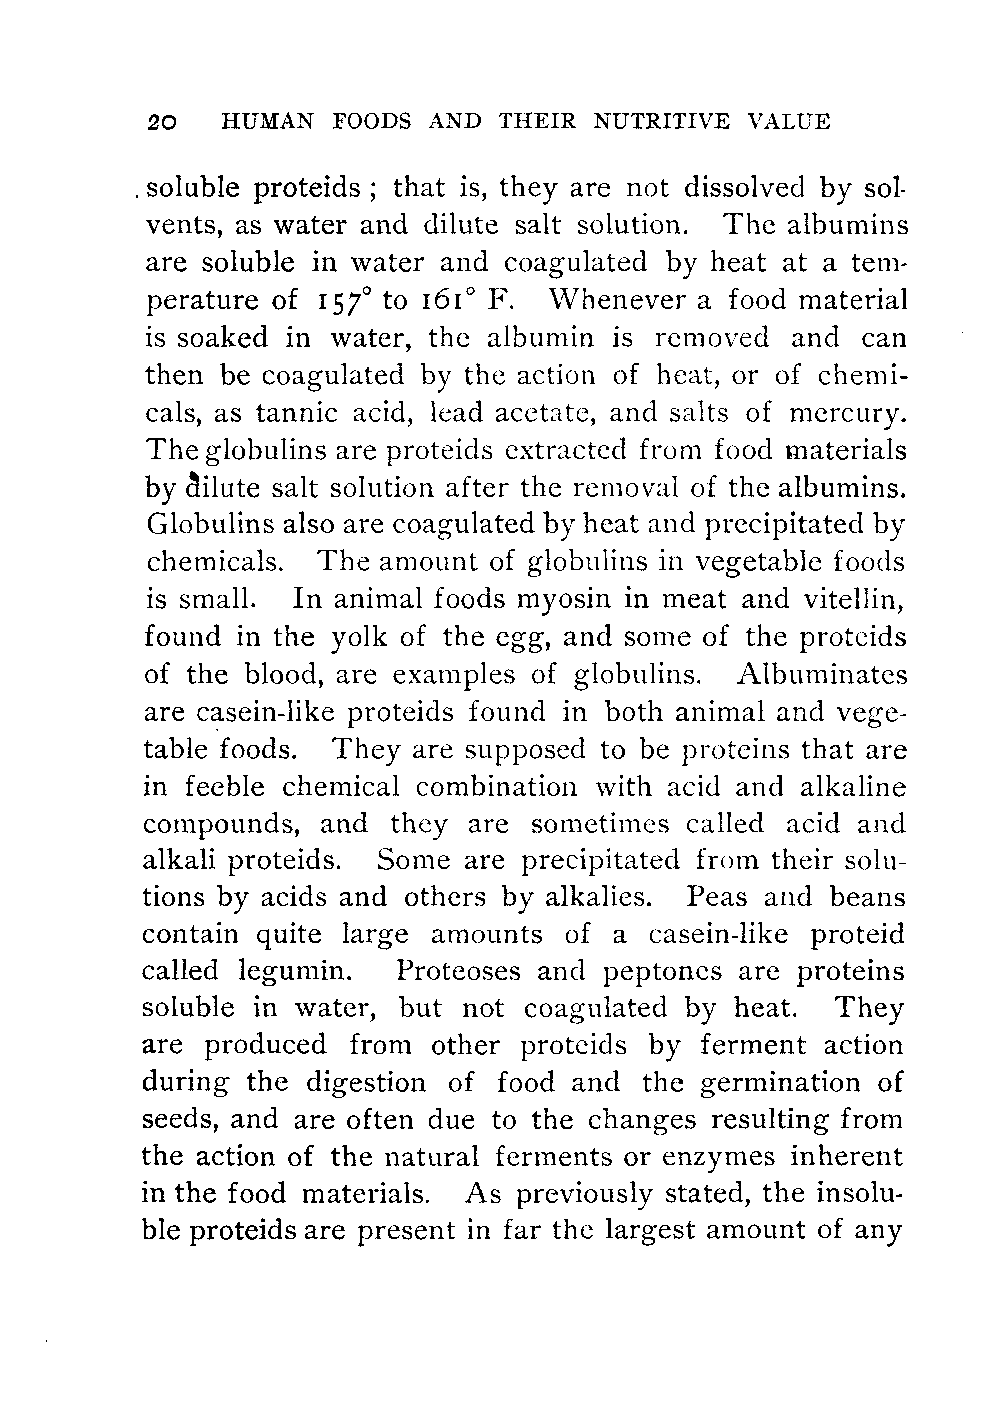 20 HUMAN FOODS AND THEIR NUTRITIVE VALUE
soluble proteids ; that is, they are not dissolved by sol-
vents, as water and dilute salt solution. The albumins
are soluble in water and coagulated by heat at a tem-
perature of 157° to 161° F. Whenever a food material
is soaked in water, the albumin is removed and can
then be coagulated by the action of heat, or of chemi-
cals, as tannic acid, lead acetate, and salts of mercury.
The globulins are proteids extracted from food materials
by dilute salt solution after the removal of the albumins.
Globulins also are coagulated by heat and precipitated by
chemicals. The amount of globulins in vegetable foods
is small. In animal foods myosin in meat and vitellin,
found in the yolk of the egg, and some of the proteids
of the blood, are examples of globulins. Albuminates
are casein-like proteids found in both animal and vege-
table foods. They are supposed to be proteins that are
in feeble chemical combination with acid and alkaline
compounds, and they are sometimes called acid and
alkali proteids. Some are precipitated from their solu-
tions by acids and others by alkalies. Peas and beans
contain quite large amounts of a casein-like proteid
called legumin. Proteoses and peptones are proteins
soluble in water, but not coagulated by heat. They
are produced from other proteids by ferment action
during the digestion of food and the germination of
seeds, and are often due to the changes resulting from
the action of the natural ferments or enzymes inherent
in the food materials. As previously stated, the insolu-
ble proteids are present in far the largest amount of any